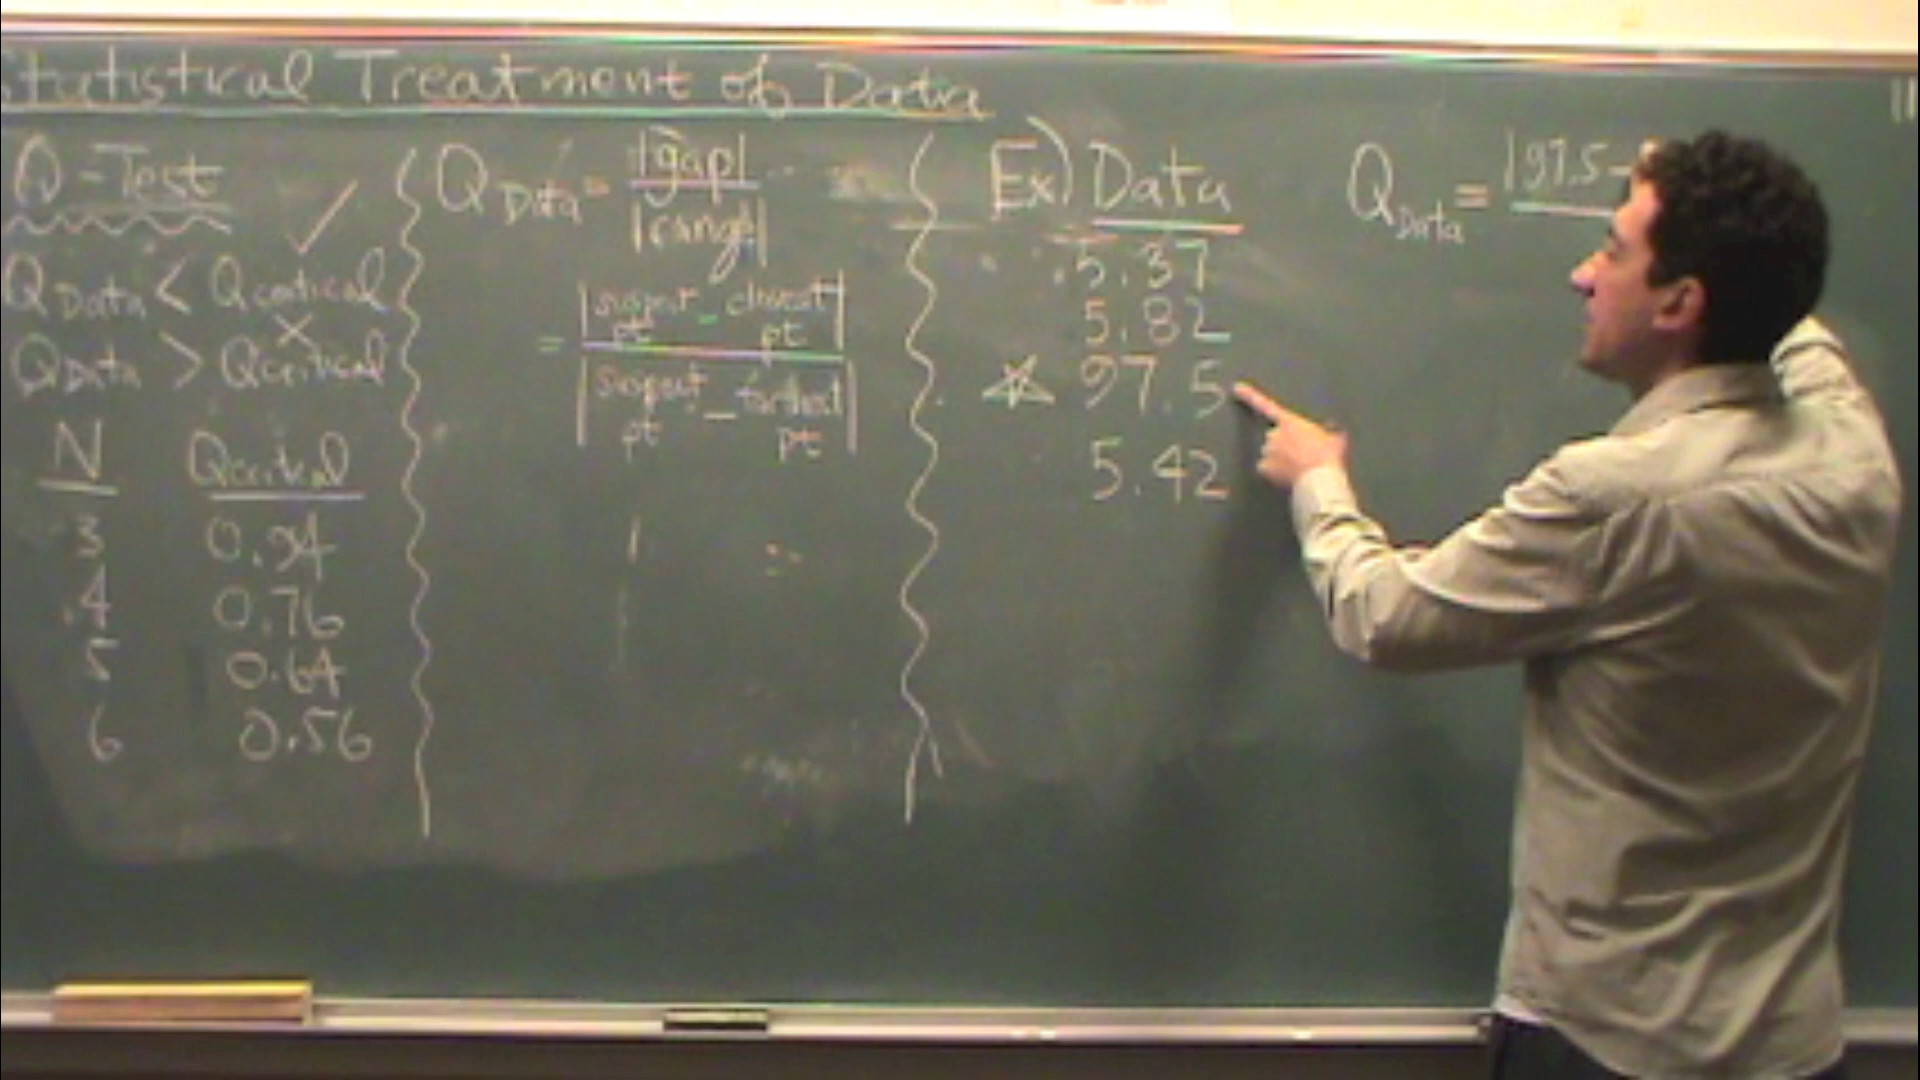 Statistical Treatment of Data
Q-Test ✓
Q Data < Q critical
×
Q Data > Q critical
N Q critical
3 0.94
4 0.76
5 0.64
6 0.56
Q Data = |gap|
|range|
= |suspect pt - closest pt|
|suspect pt - farthest pt|
Ex) Data
5.37
5.82
☆ 97.5
5.42
Q Data = |97.5-